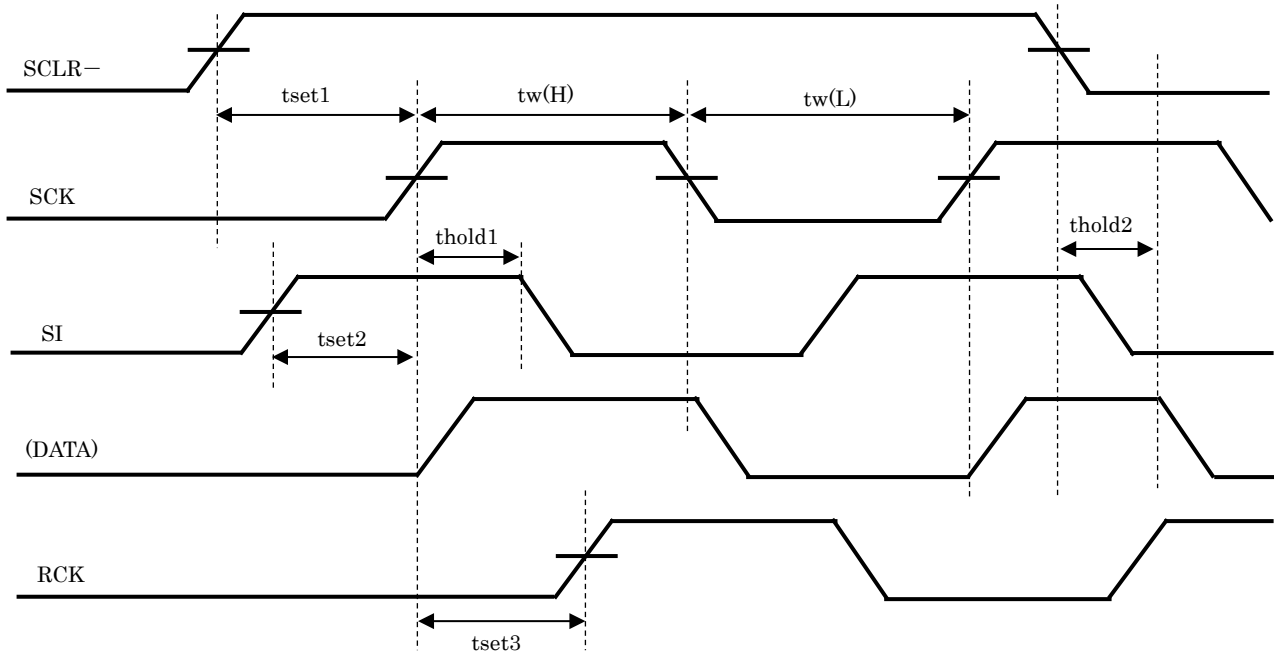 SCLR−
tset1
tw(H)
tw(L)
SCK
thold1
thold2
SI
tset2
(DATA)
RCK
tset3